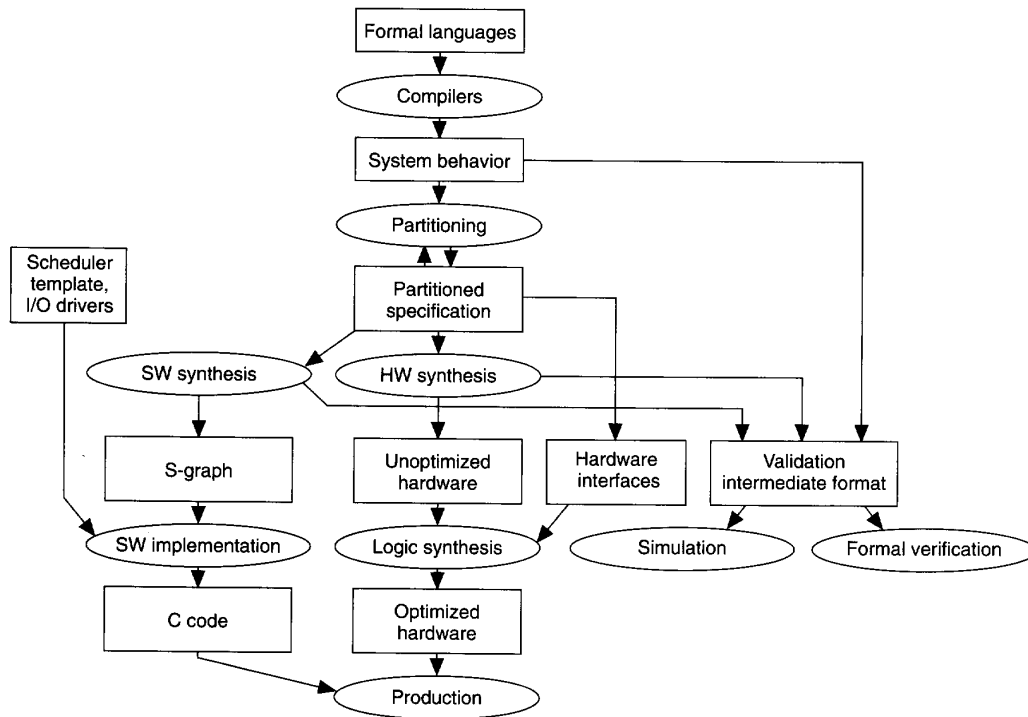 Formal languages
Compilers
System behavior
Partitioning
Scheduler
template,
I/O drivers
Partitioned
specification
SW synthesis
HW synthesis
S-graph
Unoptimized
hardware
Hardware
interfaces
Validation
intermediate format
SW implementation
Logic synthesis
Simulation
Formal verification
C code
Optimized
hardware
Production